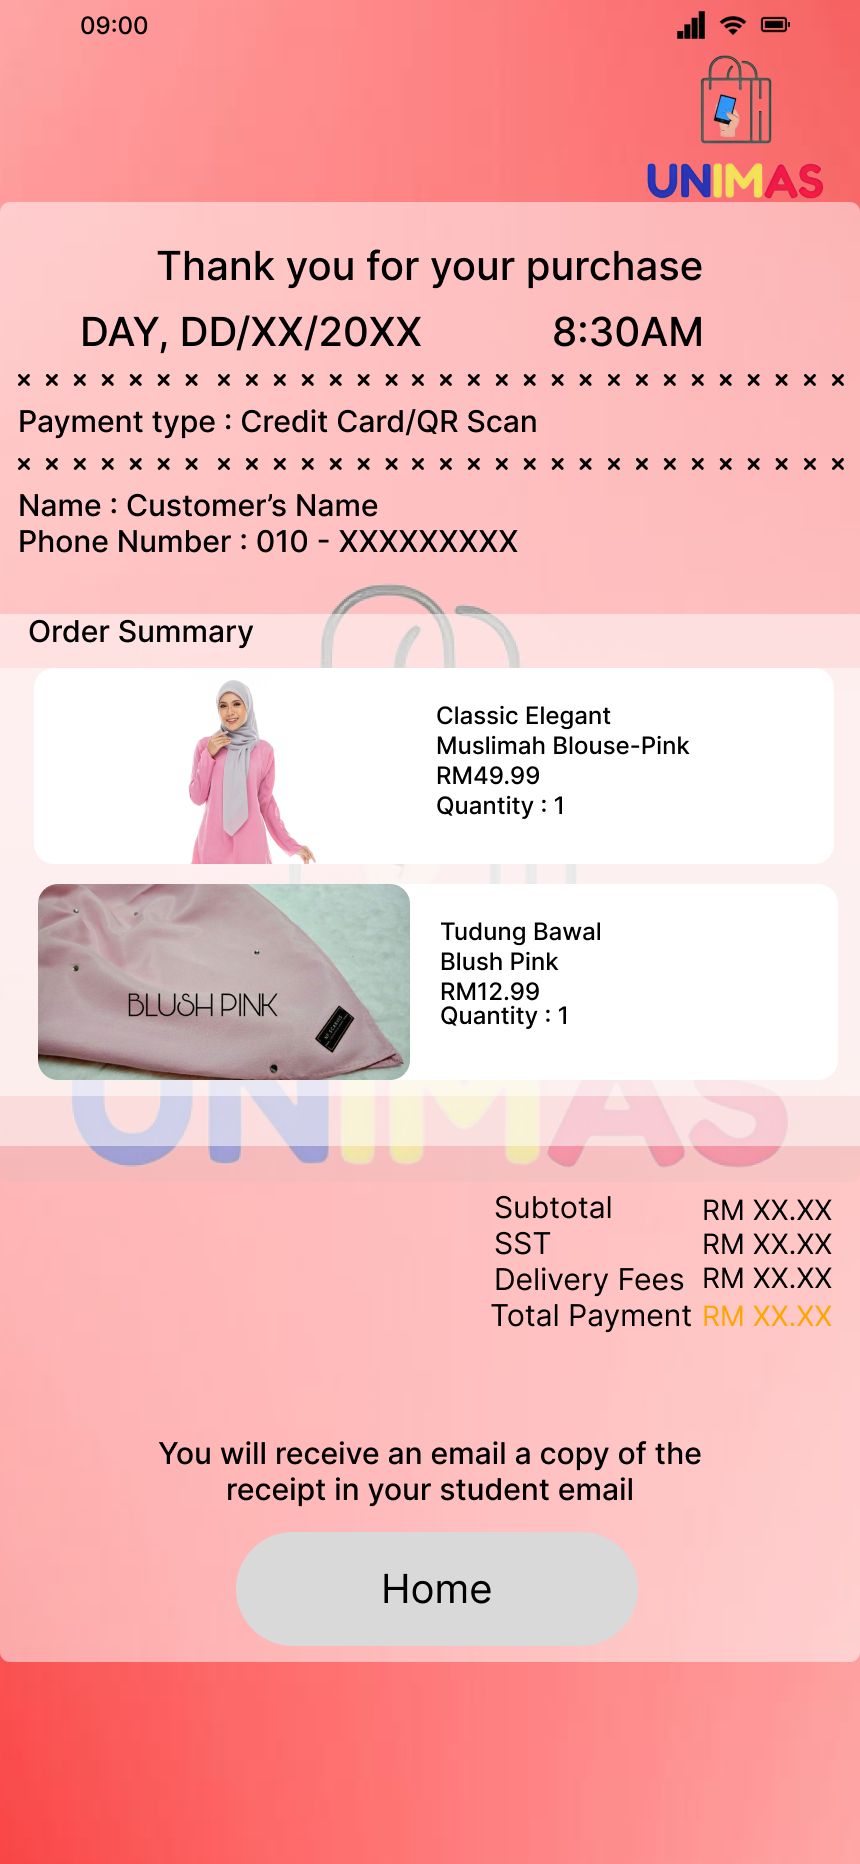 09:00
UNIMAS
Thank you for your purchase
DAY, DD/XX/20XX 8:30AM
× × × × × × × × × × × × × × × × × × × × × × × × × × × × × ×
Payment type : Credit Card/QR Scan
× × × × × × × × × × × × × × × × × × × × × × × × × × × × × ×
Name : Customer’s Name
Phone Number : 010 - XXXXXXXXX
Order Summary
Classic Elegant
Muslimah Blouse-Pink
RM49.99
Quantity : 1
BLUSH PINK
Tudung Bawal
Blush Pink
RM12.99
Quantity : 1
UNIMAS
Subtotal RM XX.XX
SST RM XX.XX
Delivery Fees RM XX.XX
Total Payment RM XX.XX
You will receive an email a copy of the
receipt in your student email
Home